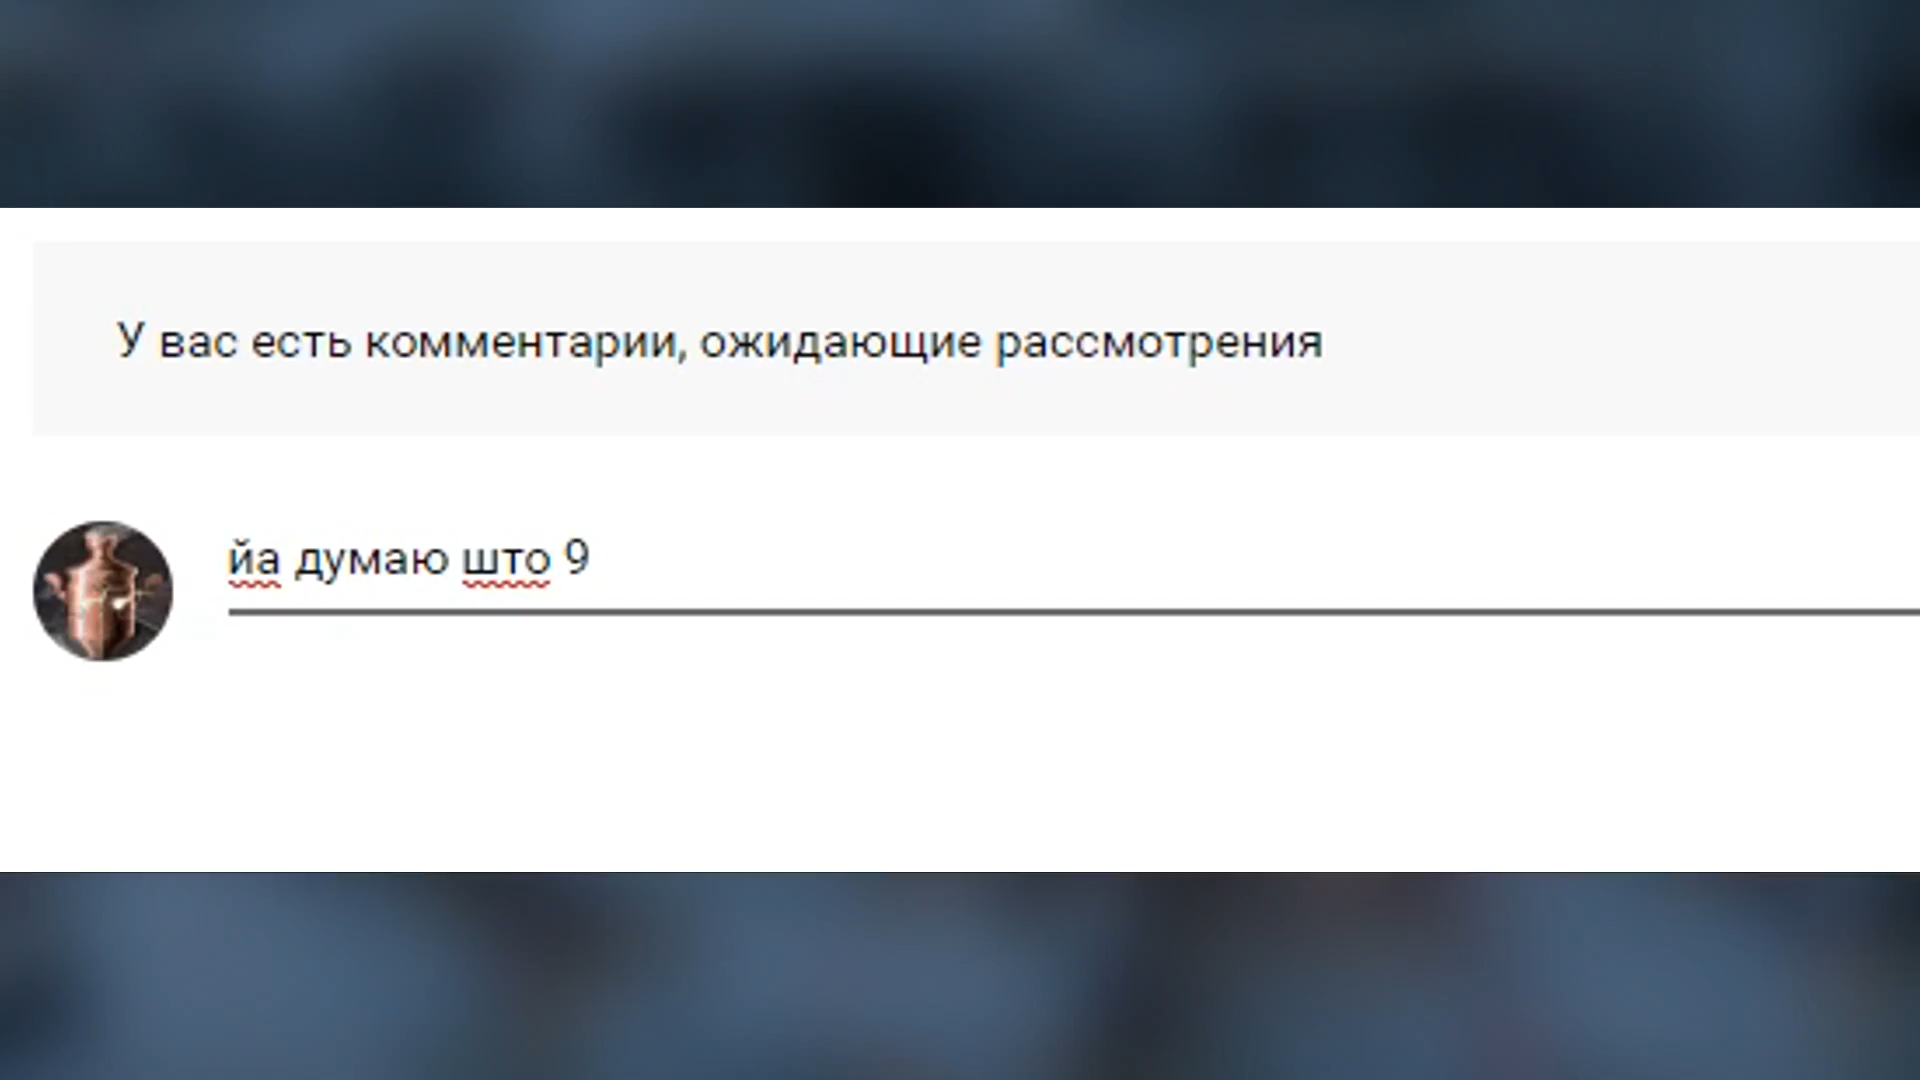 У вас есть комментарии, ожидающие рассмотрения
йа думаю што 9